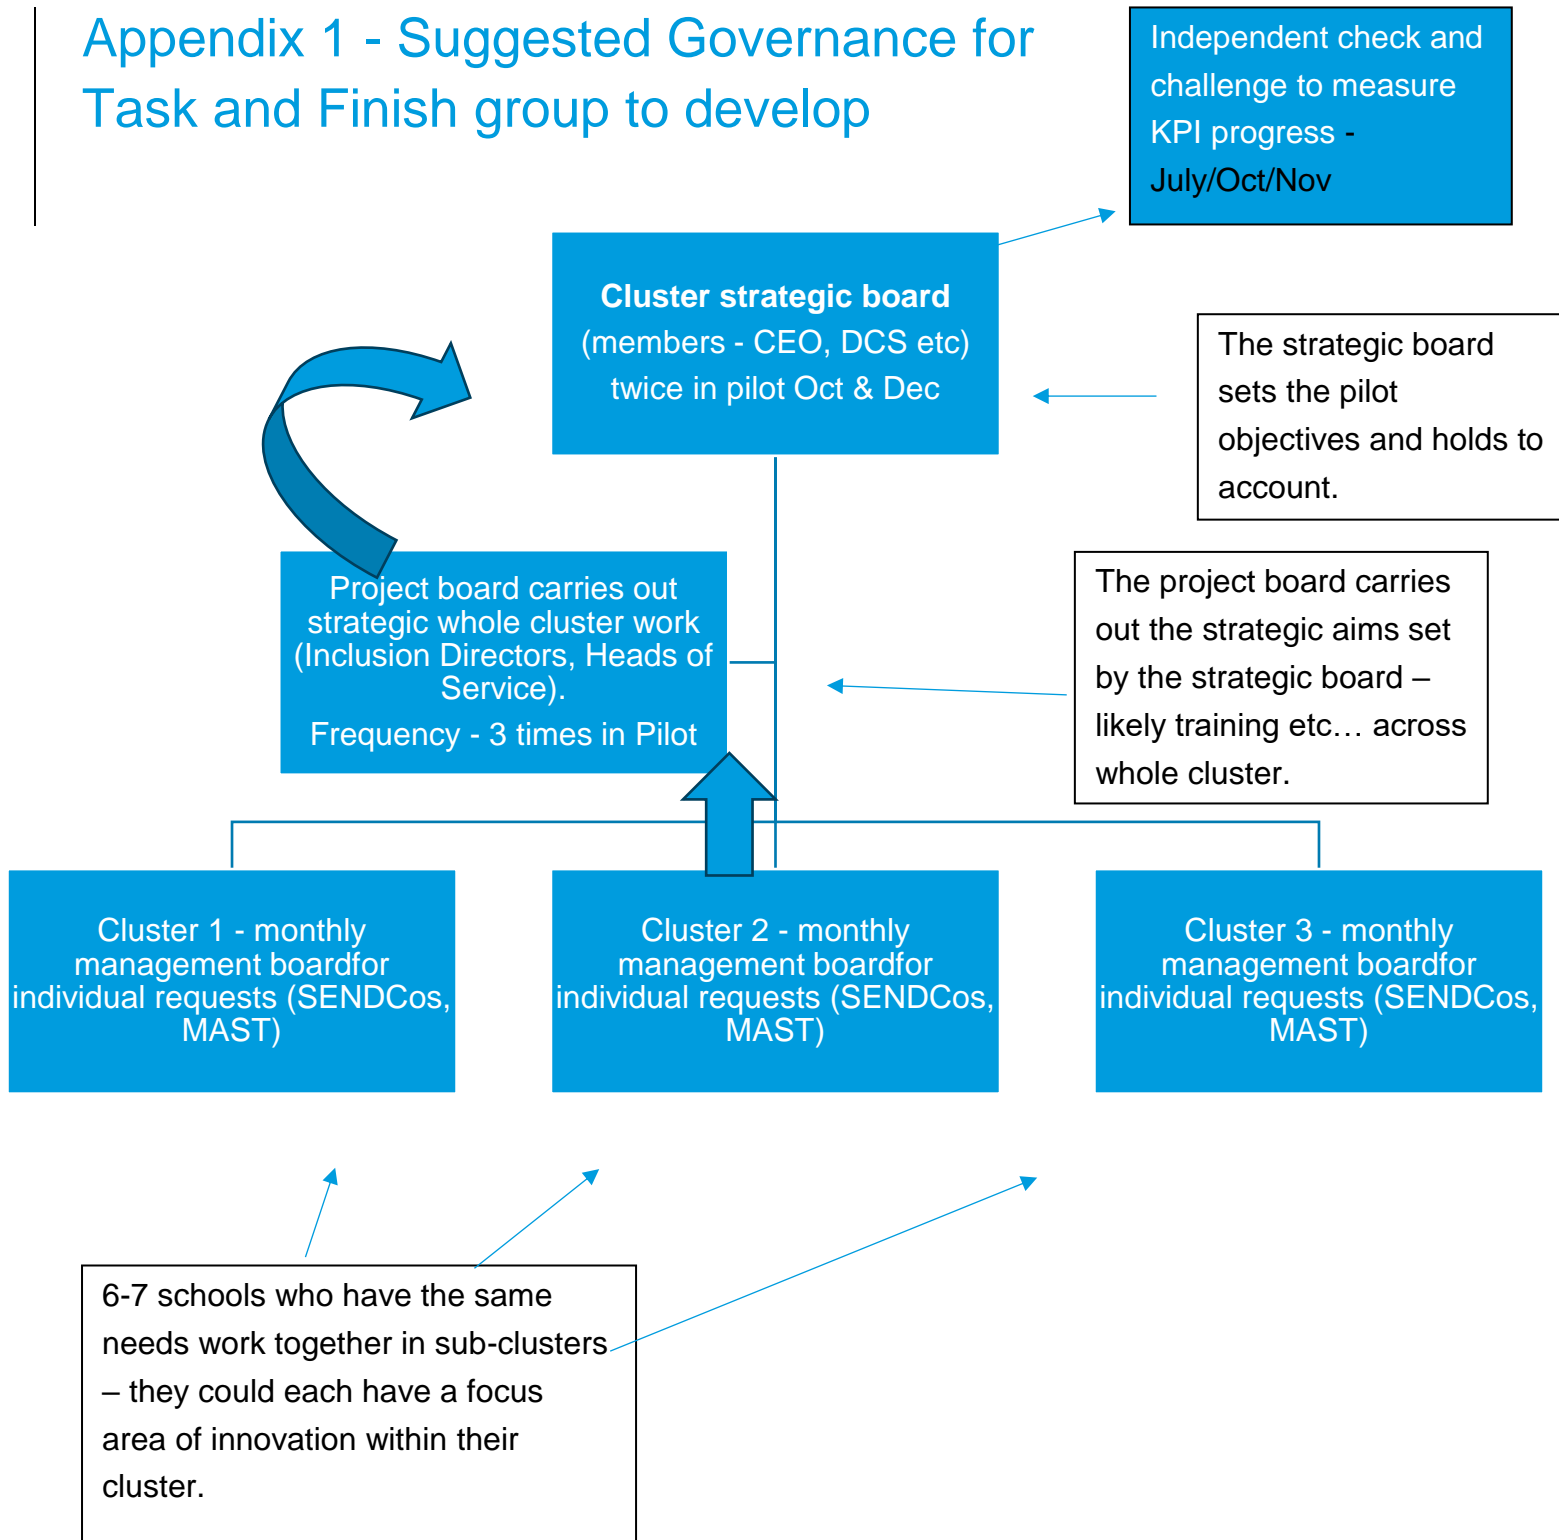 Appendix 1 - Suggested Governance for
Task and Finish group to develop
Independent check and
challenge to measure
KPI progress -
July/Oct/Nov
Cluster strategic board
(members - CEO, DCS etc)
twice in pilot Oct & Dec
The strategic board
sets the pilot
objectives and holds to
account.
Project board carries out
strategic whole cluster work
(Inclusion Directors, Heads of
Service).
Frequency - 3 times in Pilot
The project board carries
out the strategic aims set
by the strategic board –
likely training etc… across
whole cluster.
Cluster 1 - monthly
management boardfor
individual requests (SENDCos,
MAST)
Cluster 2 - monthly
management boardfor
individual requests (SENDCos,
MAST)
Cluster 3 - monthly
management boardfor
individual requests (SENDCos,
MAST)
6-7 schools who have the same
needs work together in sub-clusters
– they could each have a focus
area of innovation within their
cluster.